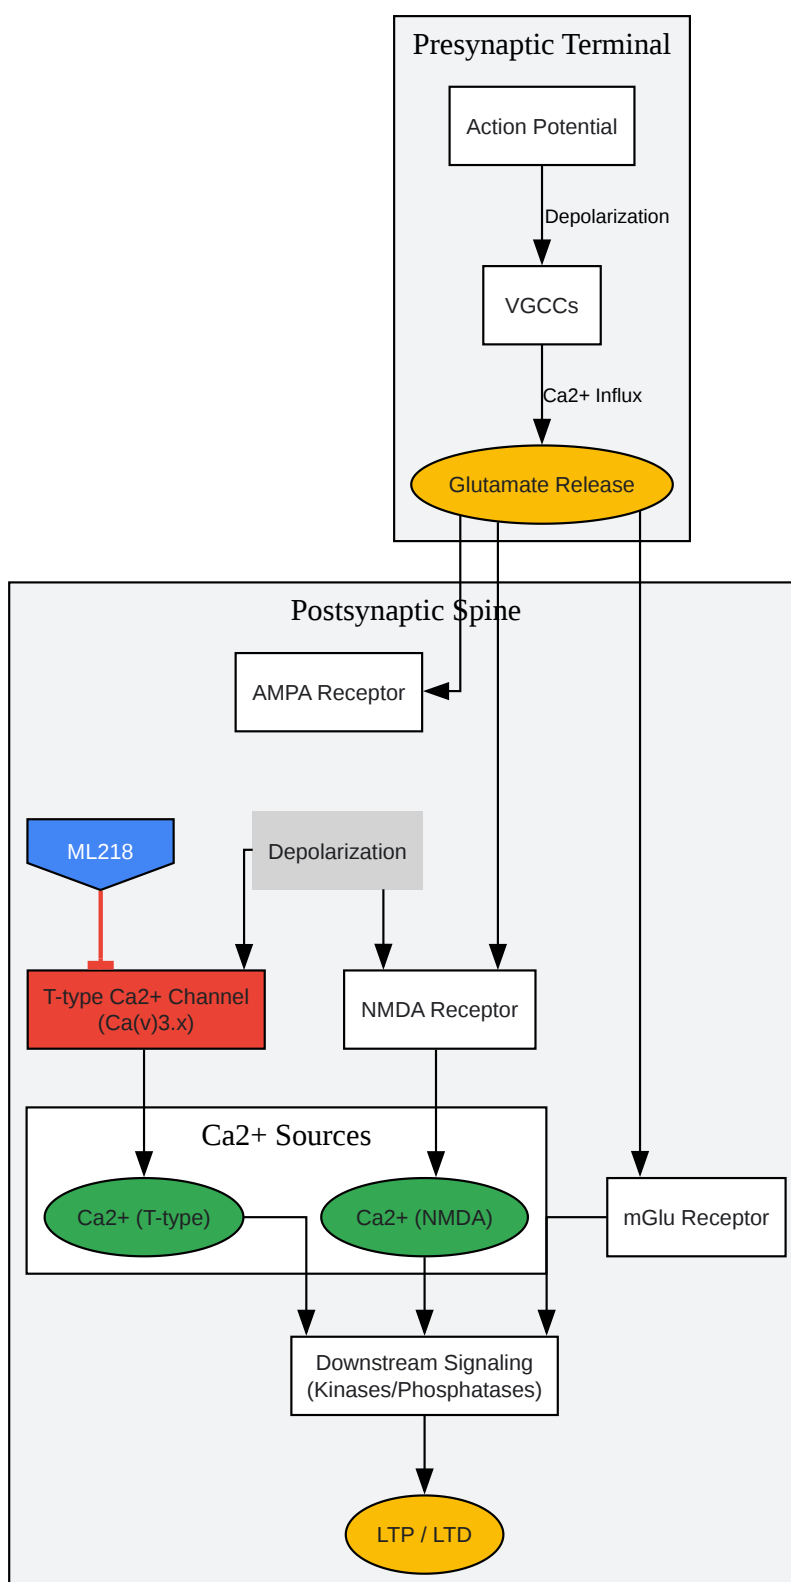 Presynaptic Terminal
Action Potential
Depolarization
VGCCs
Ca2+ Influx
Glutamate Release
Postsynaptic Spine
AMPA Receptor
ML218
Depolarization
T-type Ca2+ Channel
(Ca(v)3.x)
NMDA Receptor
Ca2+ Sources
Ca2+ (T-type)
Ca2+ (NMDA)
mGlu Receptor
Downstream Signaling
(Kinases/Phosphatases)
LTP / LTD